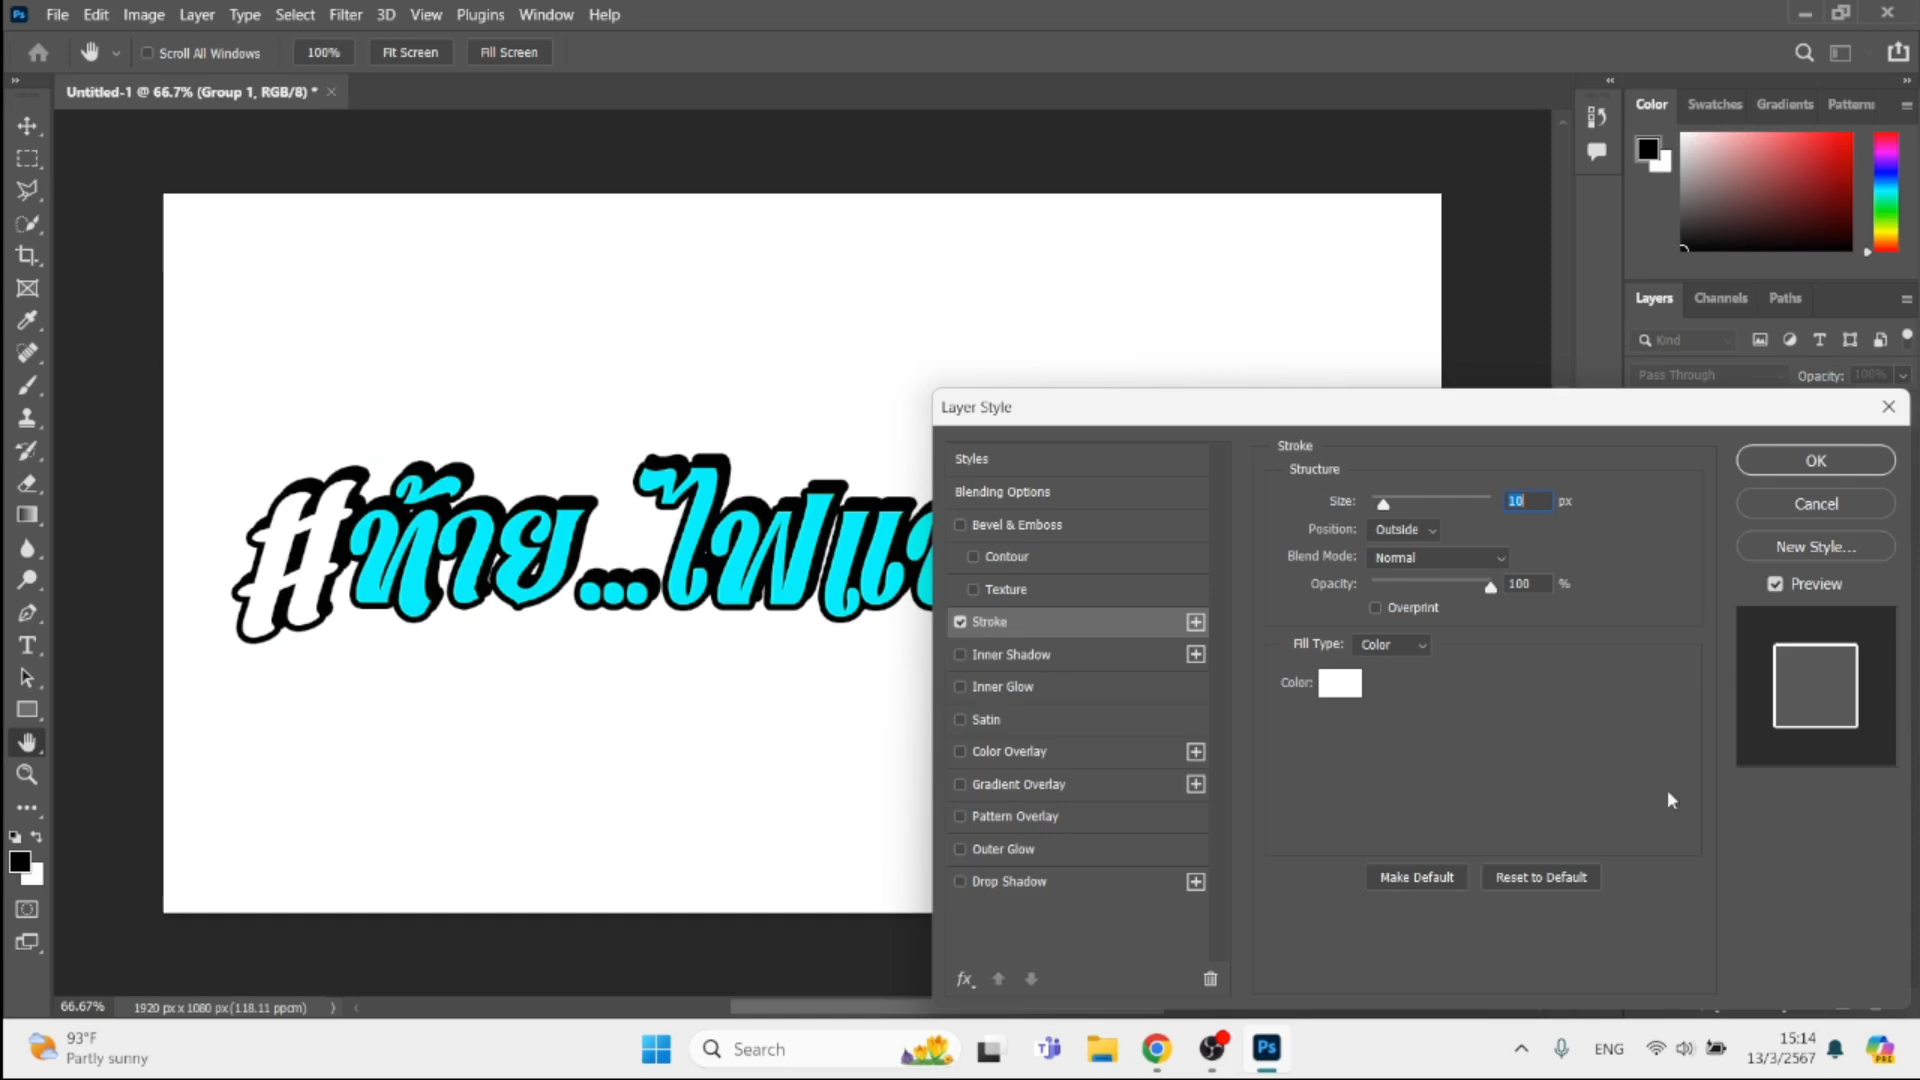 File Edit Image Layer Type Select Filter 3D View Plugins Window Help
Scroll All Windows 100% Fit Screen Fill Screen
Untitled-1 @ 66.7% (Group 1, RGB/8) *
Color Swatches Gradients Patterns
Layers Channels Paths
Kind
Pass Through Opacity: 100%
#ท้าย...ไฟแ
Layer Style
Styles
Blending Options
Bevel & Emboss
Contour
Texture
Stroke
Inner Shadow
Inner Glow
Satin
Color Overlay
Gradient Overlay
Pattern Overlay
Outer Glow
Drop Shadow
fx
Stroke
Structure
Size: 10 px
Position: Outside
Blend Mode: Normal
Opacity: 100 %
Overprint
Fill Type: Color
Color:
Make Default Reset to Default
OK
Cancel
New Style...
Preview
66.67% 1920 px x 1080 px (118.11 ppcm)
93°F
Partly sunny
Search
ENG
15:14
13/3/2567